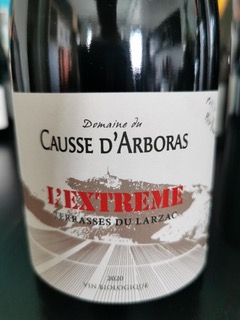 Domaine du
CAUSSE D'ARBORAS
L'EXTREME
TERRASSES DU LARZAC
2020
VIN BIOLOGIQUE